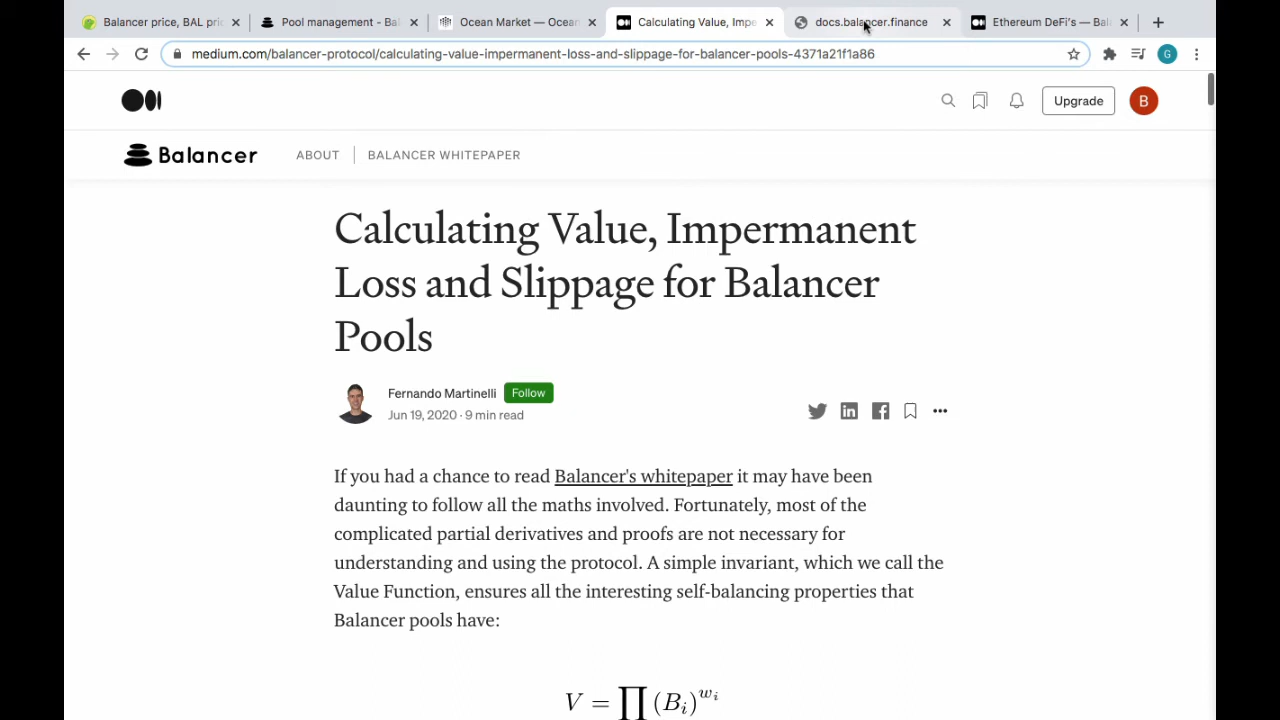 Balancer price, BAL pri
Pool management - Bal
Ocean Market — Ocean
Calculating Value, Impe
docs.balancer.finance
Ethereum DeFi's — Bala
medium.com/balancer-protocol/calculating-value-impermanent-loss-and-slippage-for-balancer-pools-4371a21f1a86
G
Upgrade
B
Balancer
ABOUT
BALANCER WHITEPAPER
Calculating Value, Impermanent
Loss and Slippage for Balancer
Pools
Fernando Martinelli
Follow
Jun 19, 2020 · 9 min read
If you had a chance to read Balancer's whitepaper it may have been
daunting to follow all the maths involved. Fortunately, most of the
complicated partial derivatives and proofs are not necessary for
understanding and using the protocol. A simple invariant, which we call the
Value Function, ensures all the interesting self-balancing properties that
Balancer pools have:
V = ∏ (Bᵢ)^wᵢ